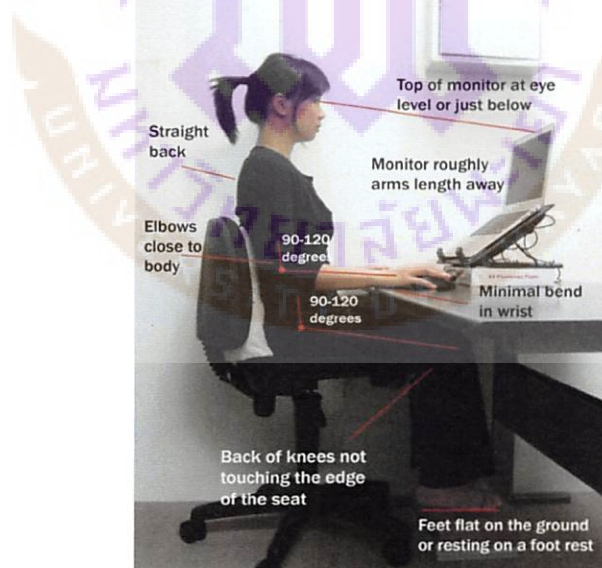 Top of monitor at eye
level or just below
Straight
back
Monitor roughly
arms length away
Elbows
close to
body
90-120
degrees
Minimal bend
in wrist
90-120
degrees
Back of knees not
touching the edge
of the seat
Feet flat on the ground
or resting on a foot rest